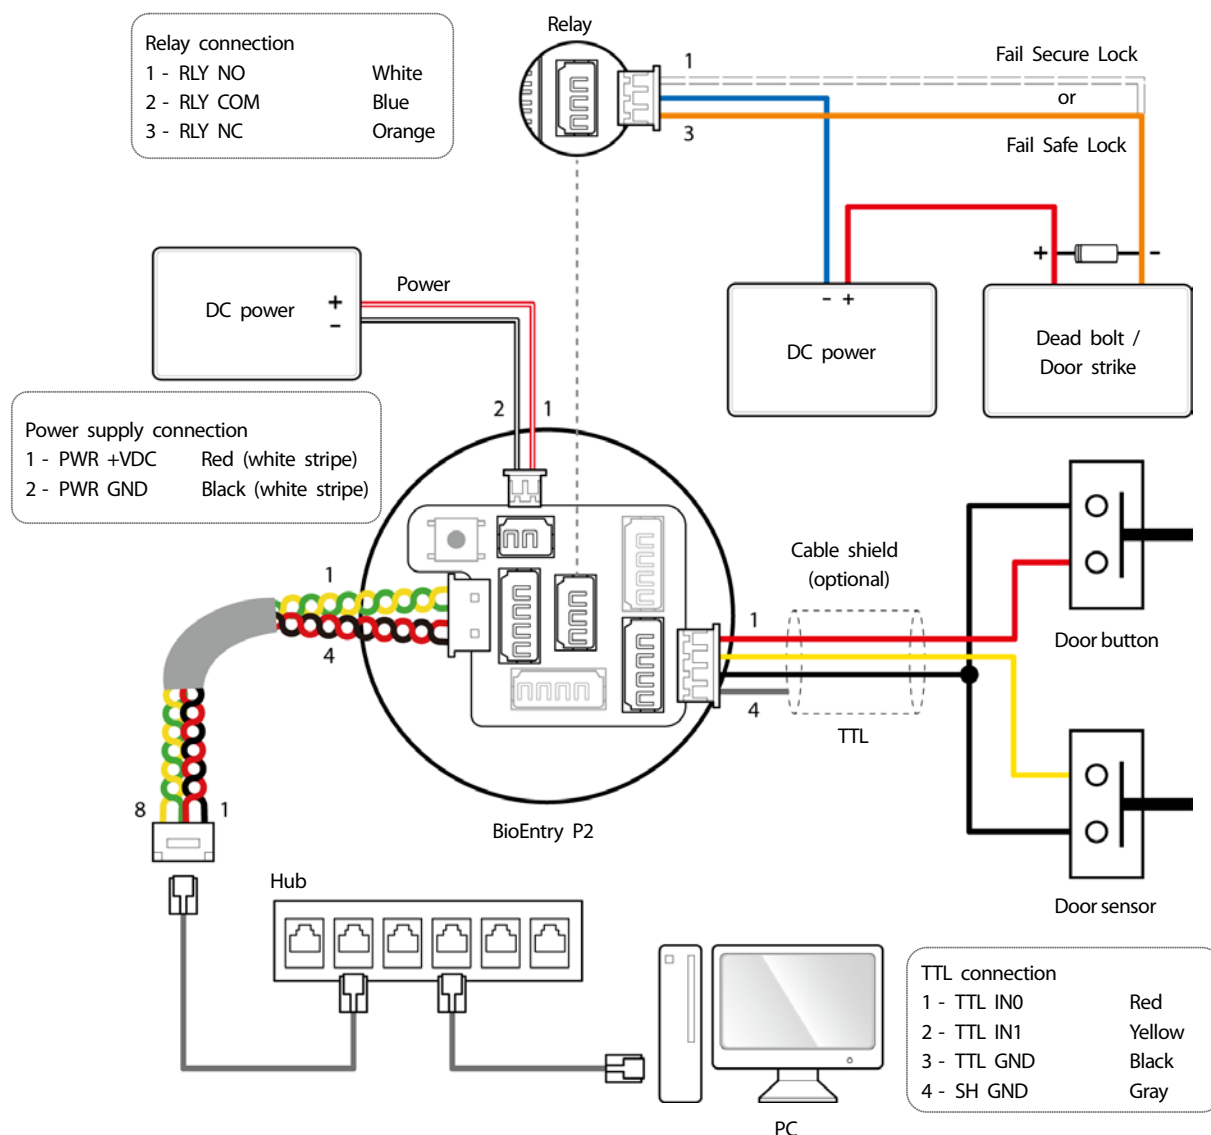 Relay
Relay connection
1 - RLY NO White
2 - RLY COM Blue
3 - RLY NC Orange
1
3
Fail Secure Lock
or
Fail Safe Lock
+ -
DC power
+
-
Power
- +
DC power
Dead bolt /
Door strike
2 1
Power supply connection
1 - PWR +VDC Red (white stripe)
2 - PWR GND Black (white stripe)
1
4
Cable shield
(optional)
1
4
TTL
Door button
8 1
BioEntry P2
Door sensor
Hub
TTL connection
1 - TTL IN0 Red
2 - TTL IN1 Yellow
3 - TTL GND Black
4 - SH GND Gray
PC